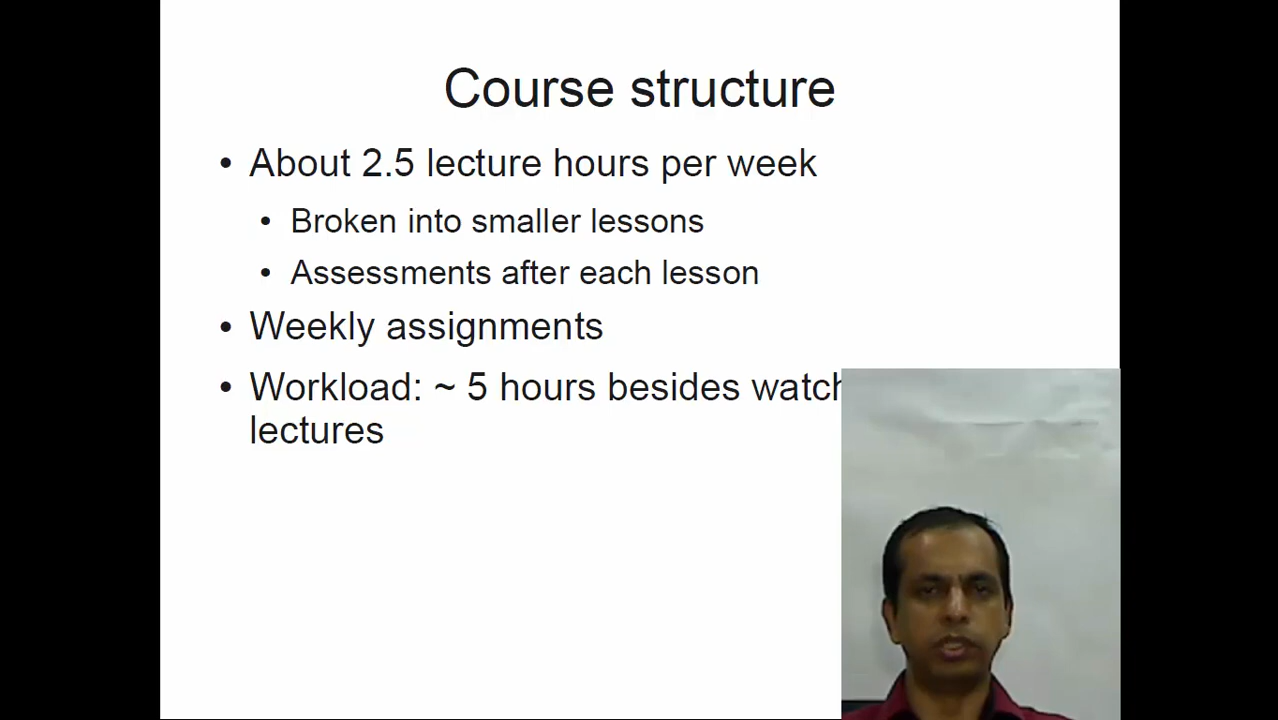 Course structure
• About 2.5 lecture hours per week
• Broken into smaller lessons
• Assessments after each lesson
• Weekly assignments
• Workload: ~ 5 hours besides
lectures